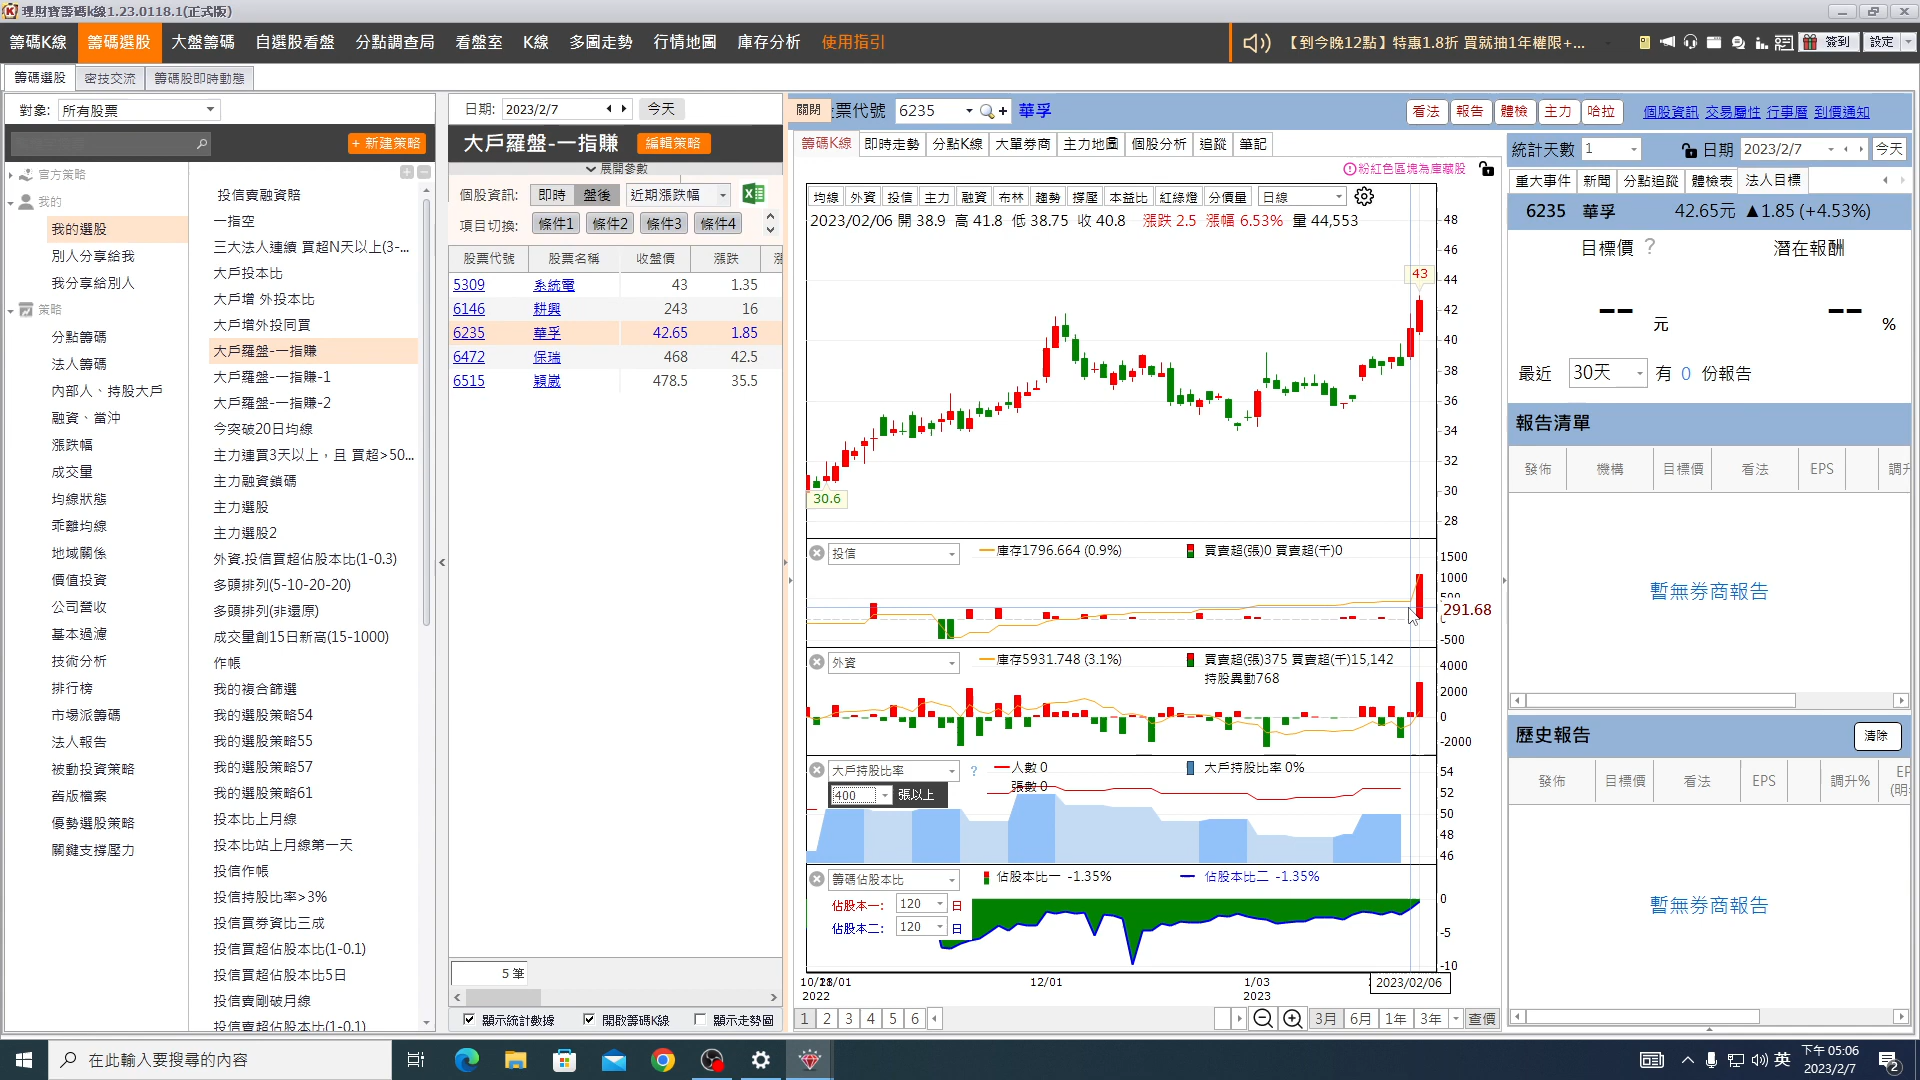 理財寶籌碼k線1.23.0118.1(正式版)
籌碼K線 籌碼選股 大盤籌碼 自選股看盤 分點調查局 看盤室 K線 多圖走勢 行情地圖 庫存分析 使用指引
【到今晚12點】特惠1.8折 買就抽1年權限+... 簽到 設定
籌碼選股 密技交流 籌碼股即時動態
對象: 所有股票
+ 新建策略
官方策略
我的
我的選股
別人分享給我
我分享給別人
策略
分點籌碼
法人籌碼
內部人、持股大戶
融資、當沖
漲跌幅
成交量
均線狀態
乖離均線
地域關係
價值投資
公司營收
基本過濾
技術分析
排行榜
市場派籌碼
法人報告
被動投資策略
舊版檔案
優勢選股策略
關鍵支撐壓力
投信賣融資賠
一指空
三大法人連續 買超N天以上(3-...
大戶投本比
大戶增 外投本比
大戶增外投同買
大戶羅盤-一指賺
大戶羅盤-一指賺-1
大戶羅盤-一指賺-2
今突破20日均線
主力連買3天以上，且 買超>50...
主力融資鎖碼
主力選股
主力選股2
外資.投信買超佔股本比(1-0.3)
多頭排列(5-10-20-20)
多頭排列(非還原)
成交量創15日新高(15-1000)
作帳
我的複合篩選
我的選股策略54
我的選股策略55
我的選股策略57
我的選股策略61
投本比上月線
投本比站上月線第一天
投信作帳
投信持股比率>3%
投信買券資比三成
投信買超佔股本比(1-0.1)
投信買超佔股本比5日
投信賣剛破月線
投信賣超佔股本比(1-0.1)
日期: 2023/2/7 今天
大戶羅盤-一指賺 編輯策略
展開參數
個股資訊: 即時 盤後 近期漲跌幅
項目切換: 條件1 條件2 條件3 條件4
股票代號 股票名稱 收盤價 漲跌
5309 系統電 43 1.35
6146 耕興 243 16
6235 華孚 42.65 1.85
6472 保瑞 468 42.5
6515 穎崴 478.5 35.5
5 筆
顯示統計數據 開啟籌碼K線 顯示走勢圖
關閉 票代號 6235 華孚 看法 報告 體檢 主力 哈拉 個股資訊 交易屬性 行事曆 到價通知
籌碼K線 即時走勢 分點K線 大單券商 主力地圖 個股分析 追蹤 筆記
粉紅色區塊為庫藏股
均線 外資 投信 主力 融資 布林 趨勢 撐壓 本益比 紅綠燈 分價量 日線
2023/02/06 開 38.9 高 41.8 低 38.75 收 40.8 漲跌 2.5 漲幅 6.53% 量 44,553
48
46
44
42
40
38
36
34
32
30
28
43
30.6
投信 庫存1796.664 (0.9%) 買賣超(張)0 買賣超(千)0
1500
1000
291.68
-500
外資 庫存5931.748 (3.1%) 買賣超(張)375 買賣超(千)15,142
持股異動768
4000
2000
0
-2000
大戶持股比率 ? 人數 0 大戶持股比率 0%
張數 0
400 張以上
54
52
50
48
46
籌碼佔股本比 佔股本比一 -1.35% 佔股本比二 -1.35%
佔股本一: 120 日
佔股本二: 120 日
0
-5
-10
12/01 1/03 2023/02/06
2022 2023
1 2 3 4 5 6 3月 6月 1年 3年 查價
統計天數 1 日期 2023/2/7 今天
重大事件 新聞 分點追蹤 體檢表 法人目標
6235 華孚 42.65元 ▲1.85 (+4.53%)
目標價 ? 潛在報酬
-- 元 -- %
最近 30天 有 0 份報告
報告清單
發佈 機構 目標價 看法 EPS 調升
暫無券商報告
歷史報告 清除
發佈 目標價 看法 EPS 調升%
暫無券商報告
在此輸入要搜尋的內容
英 下午 05:06
2023/2/7
2